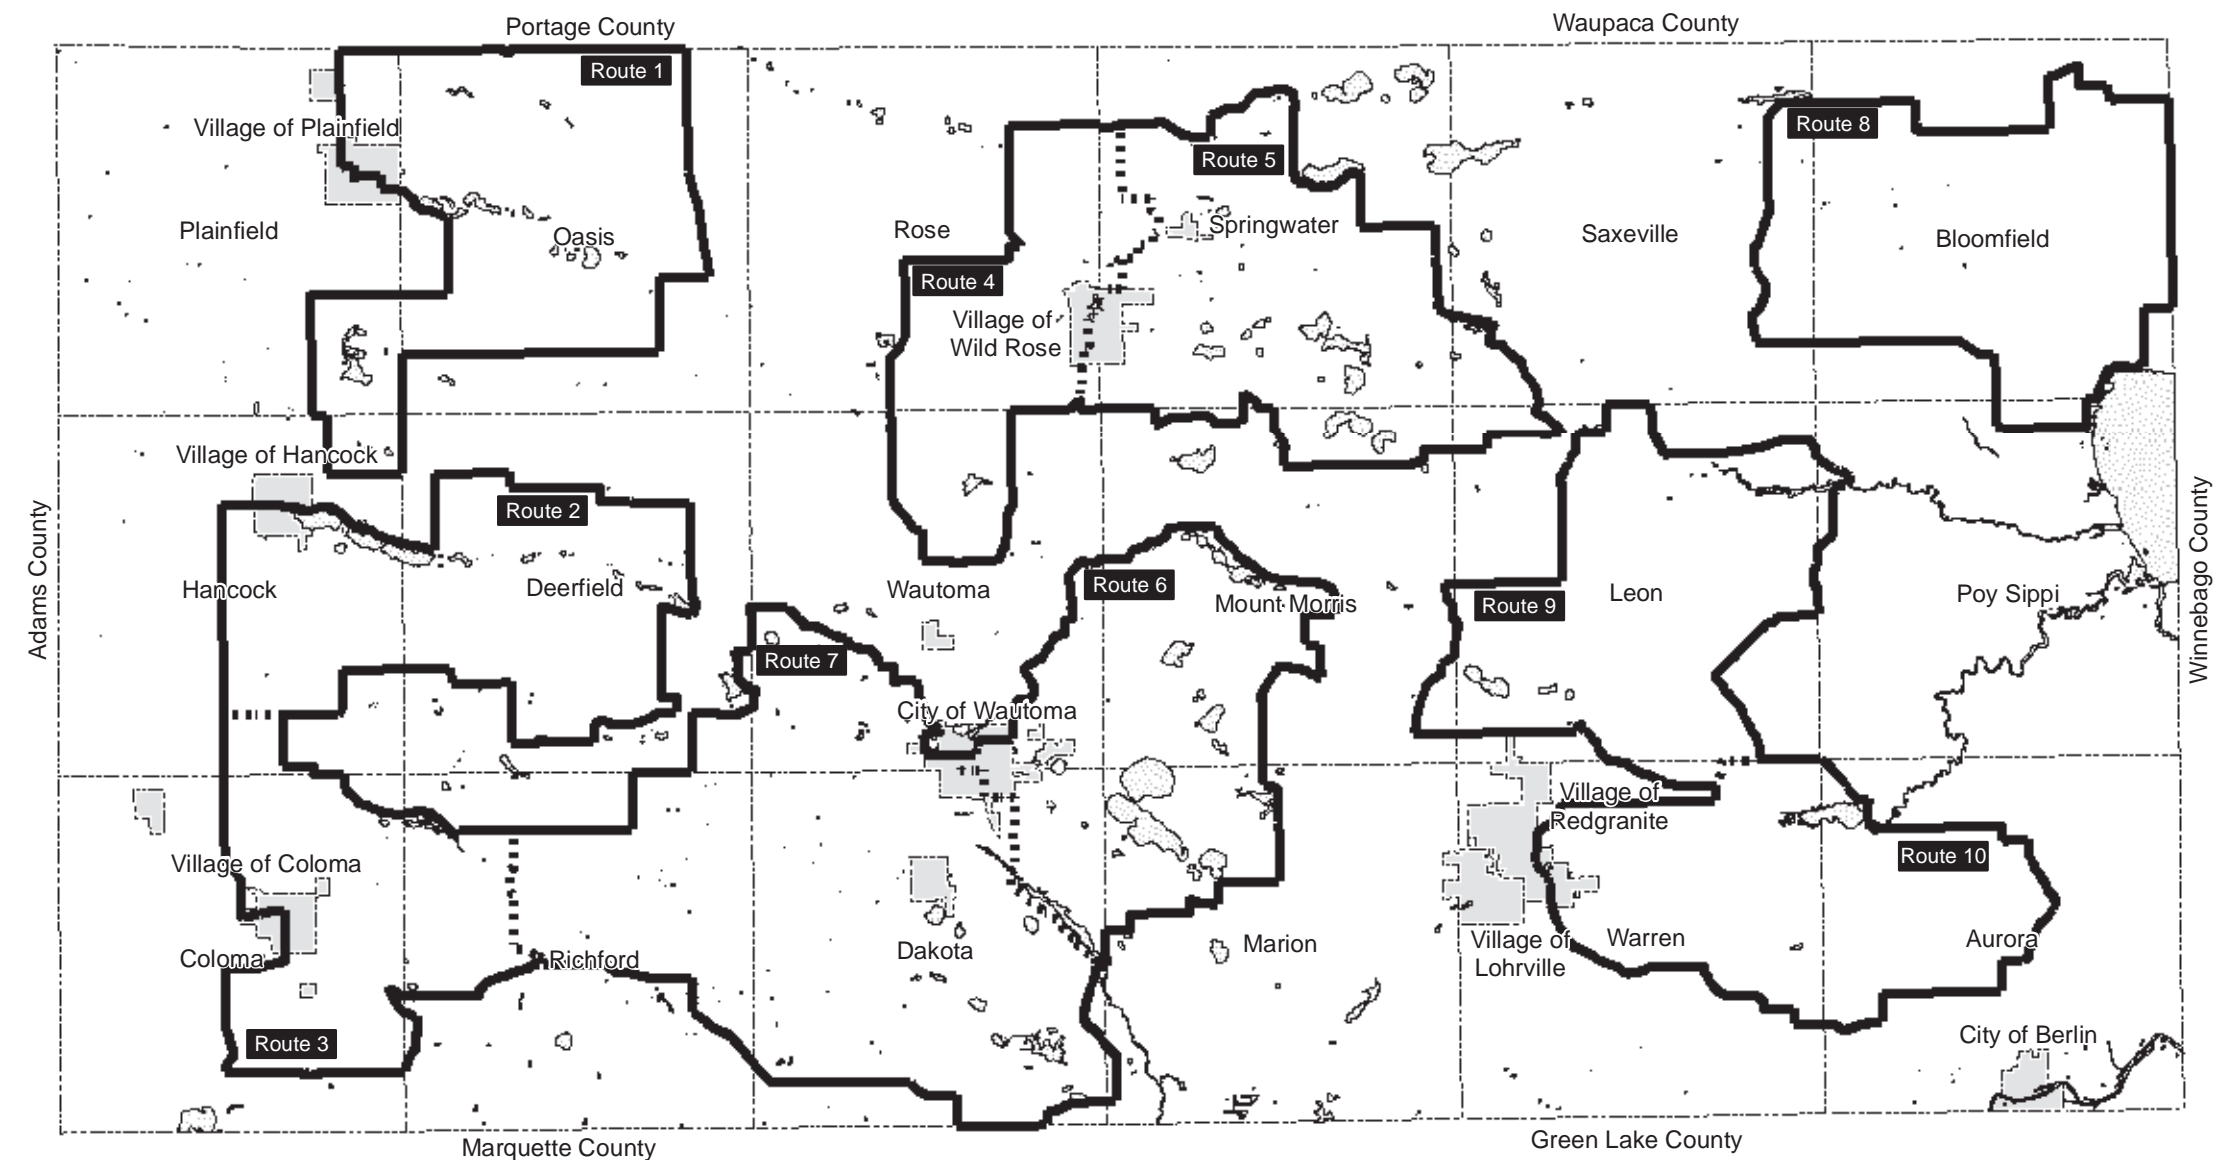 Portage County
Waupaca County
Route 1
Route 8
Village of Plainfield
Route 5
Plainfield
Oasis
Rose
Springwater
Saxeville
Bloomfield
Route 4
Village of
Wild Rose
Village of Hancock
Route 2
Adams County
Winnebago County
Hancock
Deerfield
Wautoma
Route 6
Mount Morris
Route 9
Leon
Poy Sippi
Route 7
City of Wautoma
Village of
Redgranite
Village of Coloma
Route 10
Coloma
Richford
Dakota
Marion
Village of
Lohrville
Warren
Aurora
Route 3
City of Berlin
Marquette County
Green Lake County